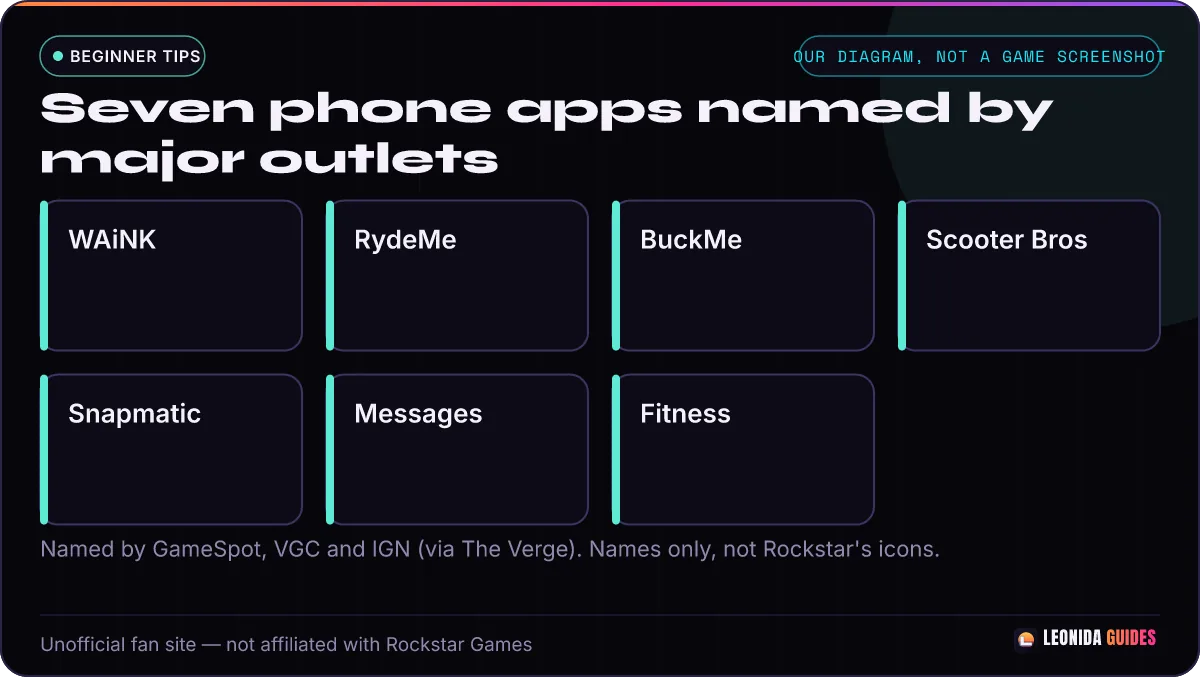 BEGINNER TIPS
OUR DIAGRAM, NOT A GAME SCREENSHOT
Seven phone apps named by
major outlets
WAiNK
RydeMe
BuckMe
Scooter Bros
Snapmatic
Messages
Fitness
Named by GameSpot, VGC and IGN (via The Verge). Names only, not Rockstar's icons.
Unofficial fan site — not affiliated with Rockstar Games
LEONIDA GUIDES